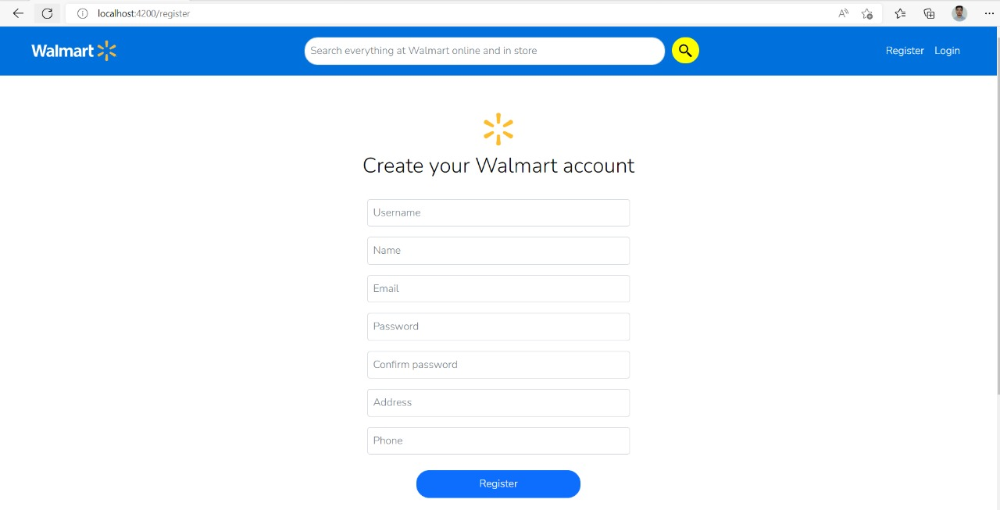 localhost:4200/register
Walmart
Search everything at Walmart online and in store
Register Login
Create your Walmart account
Username
Name
Email
Password
Confirm password
Address
Phone
Register